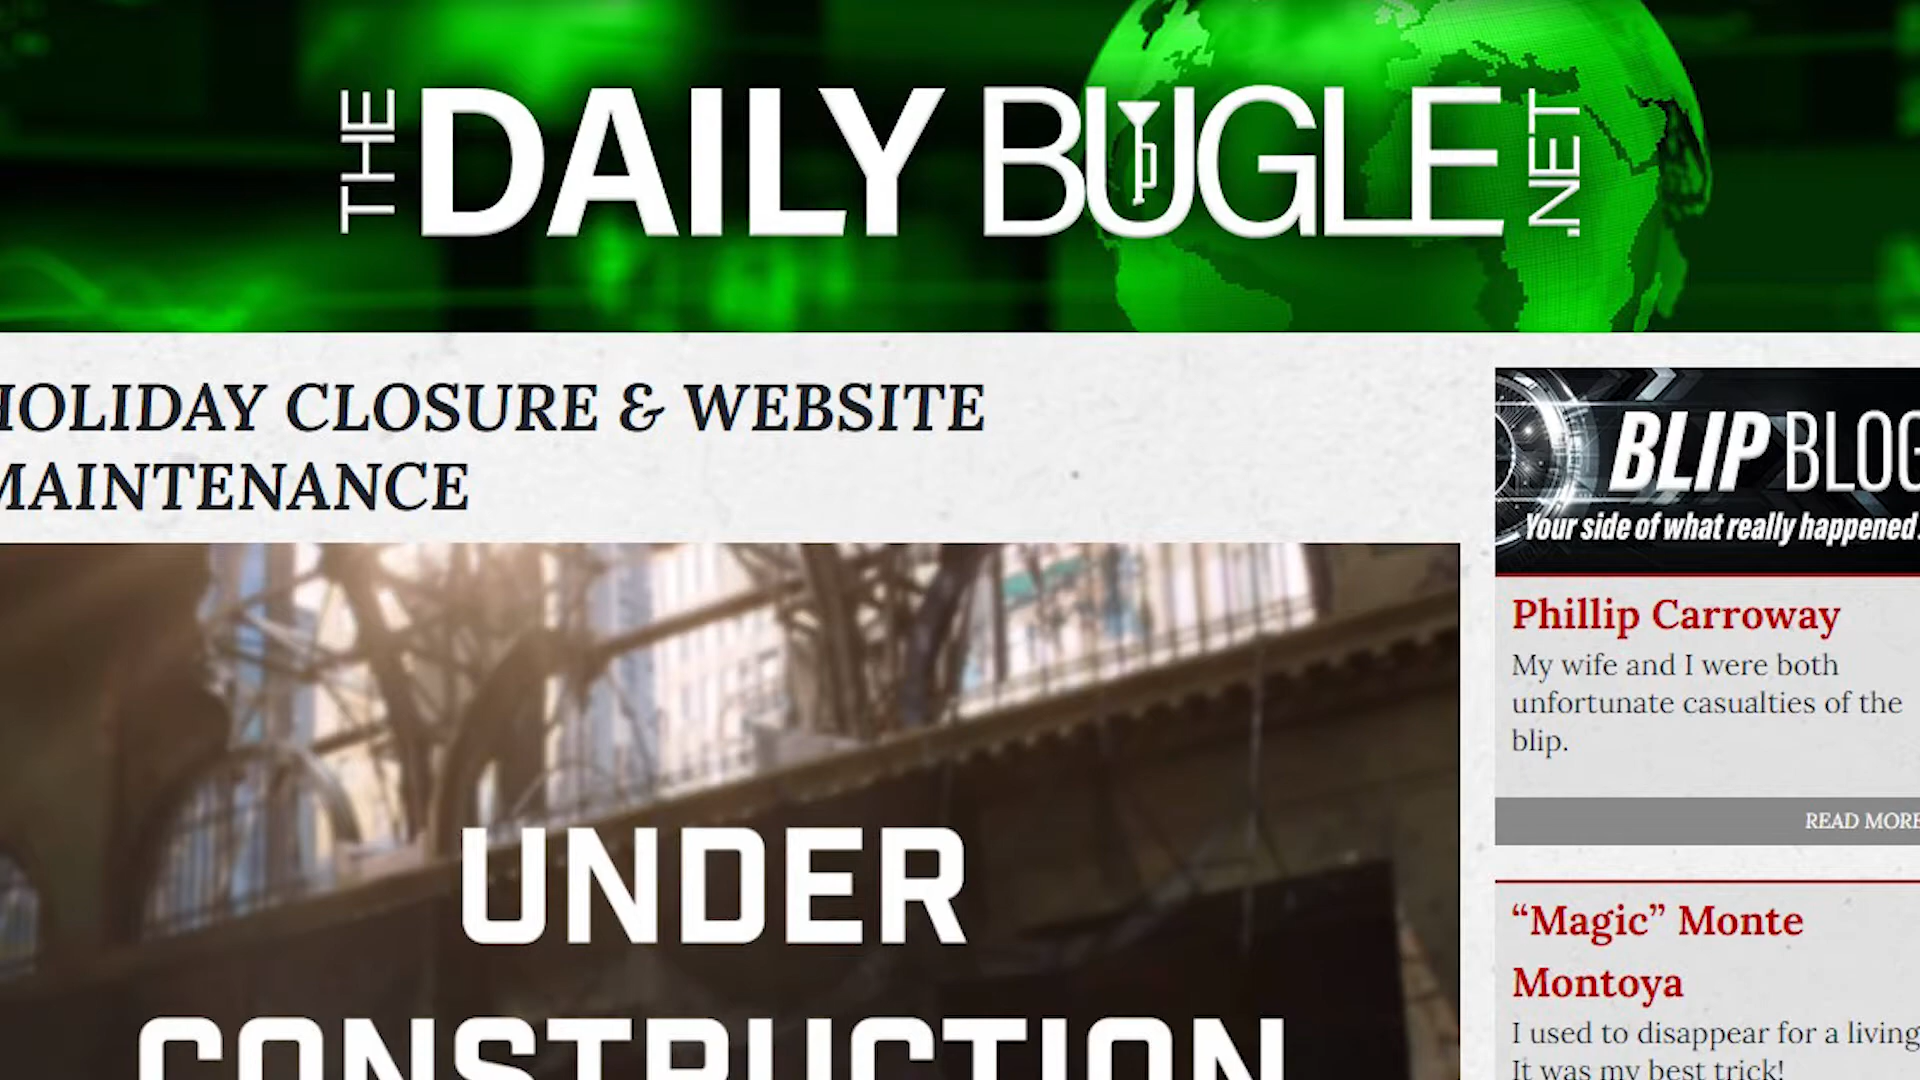 THE DAILY BUGLE .NET
HOLIDAY CLOSURE & WEBSITE
MAINTENANCE
UNDER
CONSTRUCTION
BLIP BLOG
Your side of what really happened.
Phillip Carroway
My wife and I were both
unfortunate casualties of the
blip.
READ MORE
“Magic” Monte
Montoya
I used to disappear for a living
It was my best trick!